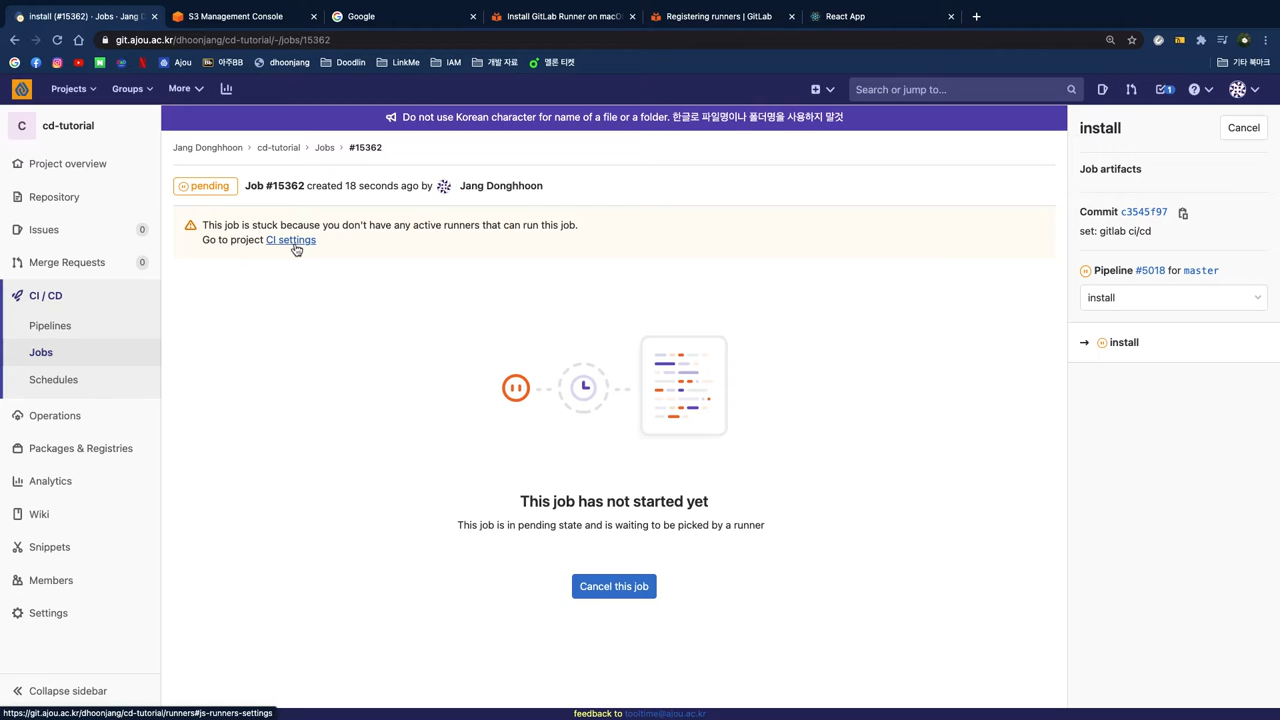 install (#15362) · Jobs · Jang D
S3 Management Console
Google
Install GitLab Runner on macO
Registering runners | GitLab
React App
git.ajou.ac.kr/dhoonjang/cd-tutorial/-/jobs/15362
Ajou
아주BB
dhoonjang
Doodlin
LinkMe
IAM
개발 자료
멜론 티켓
기타 북마크
Projects
Groups
More
Search or jump to...
1
C
cd-tutorial
Project overview
Repository
Issues 0
Merge Requests 0
CI / CD
Pipelines
Jobs
Schedules
Operations
Packages & Registries
Analytics
Wiki
Snippets
Members
Settings
Collapse sidebar
https://git.ajou.ac.kr/dhoonjang/cd-tutorial/runners#js-runners-settings
Do not use Korean character for name of a file or a folder. 한글로 파일명이나 폴더명을 사용하지 말것
Jang Donghhoon > cd-tutorial > Jobs > #15362
pending Job #15362 created 18 seconds ago by Jang Donghhoon
This job is stuck because you don't have any active runners that can run this job.
Go to project CI settings
This job has not started yet
This job is in pending state and is waiting to be picked by a runner
Cancel this job
feedback to tooltime@ajou.ac.kr
install
Cancel
Job artifacts
Commit c3545f97
set: gitlab ci/cd
Pipeline #5018 for master
install
→ install